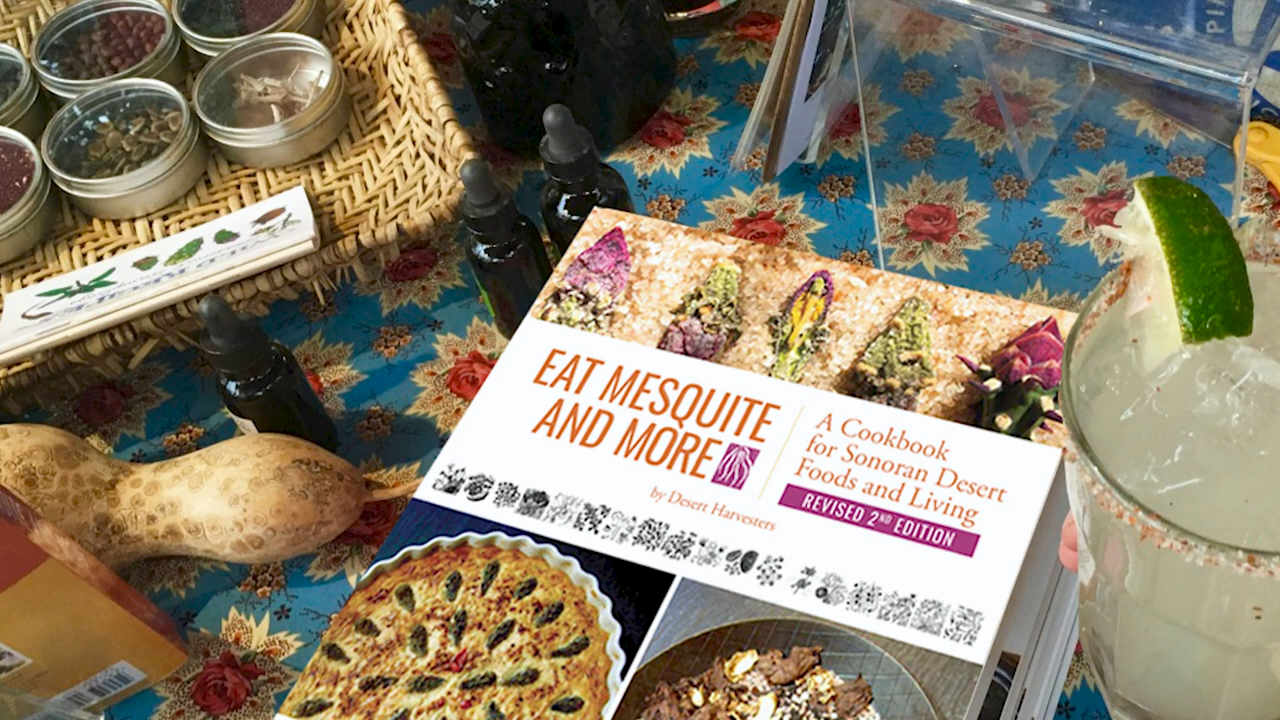 EAT MESQUITE
AND MORE
by Desert Harvesters
A Cookbook
for Sonoran Desert
Foods and Living
REVISED 2ND EDITION